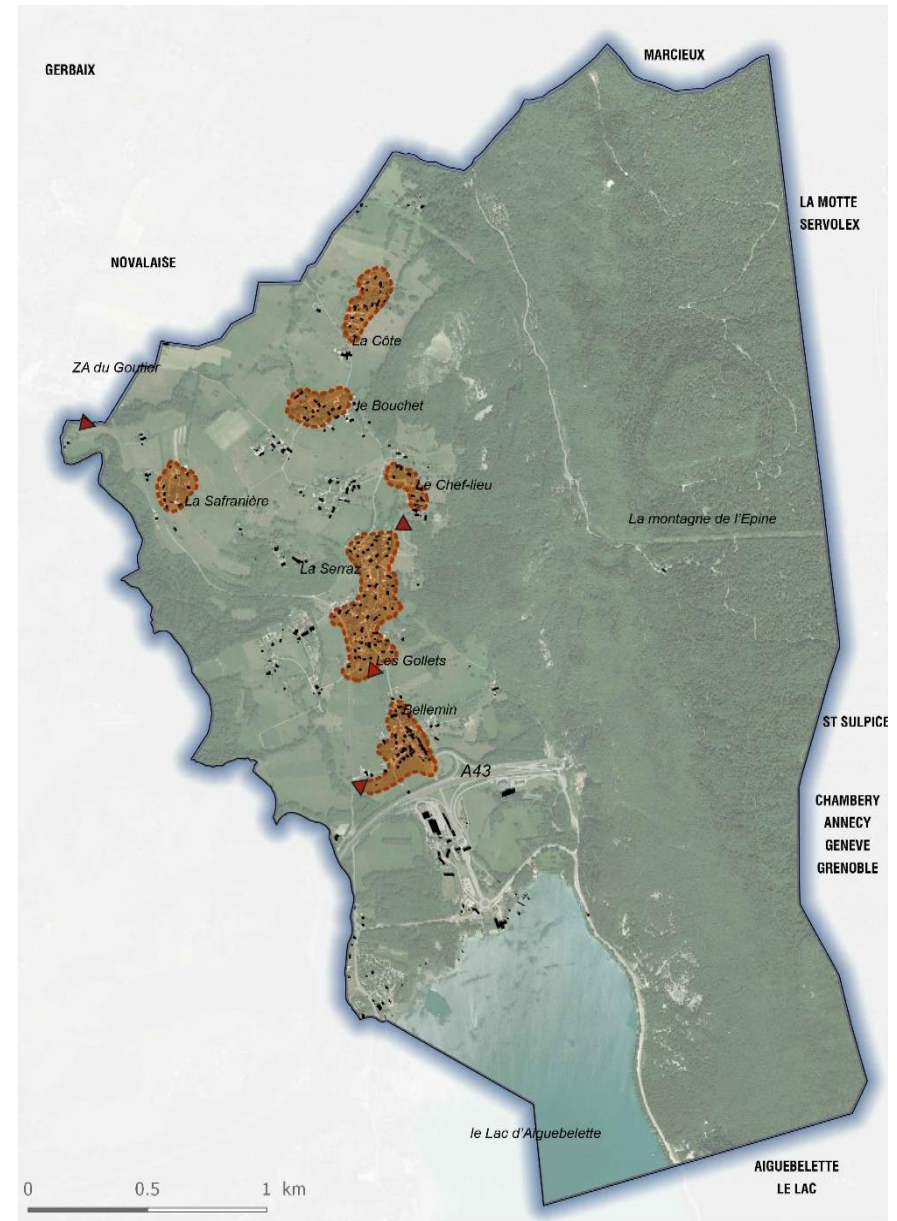 MARCIEUX
GERBAIX
LA MOTTE
SERVOLEX
NOVALAISE
La Côte
ZA du Goutier
le Bouchet
Le Chef-lieu
La Safranière
La montagne de l'Epine
La Serraz
Les Gollets
Bellemin
ST SULPICE
A43
CHAMBERY
ANNECY
GENEVE
GRENOBLE
le Lac d'Aiguebelette
AIGUEBELETTE
LE LAC
0 0.5 1 km